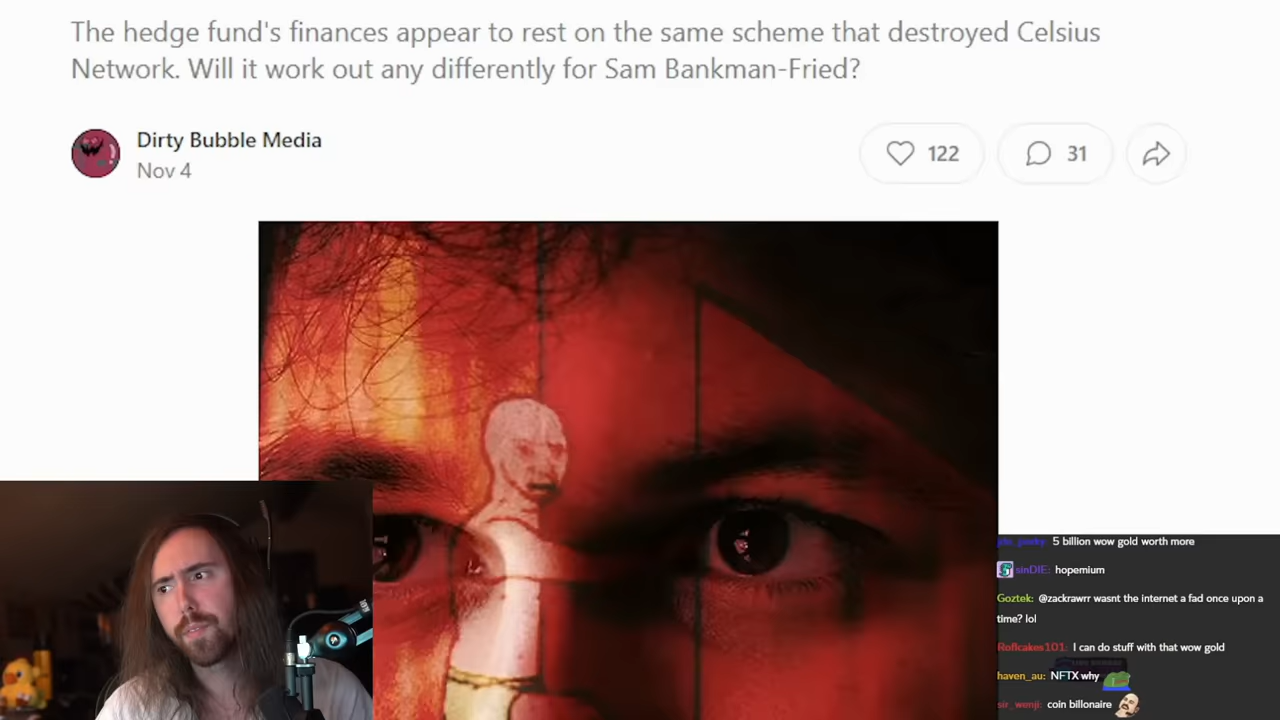 The hedge fund's finances appear to rest on the same scheme that destroyed Celsius
Network. Will it work out any differently for Sam Bankman-Fried?
Dirty Bubble Media
Nov 4
122
31
5 billion wow gold worth more
sinDIE: hopemium
Goztek: @zackrawrr wasnt the internet a fad once upon a
time? lol
Roflcakes101: I can do stuff with that wow gold
haven_au: NFTX why
sir_wenji: coin billonaire